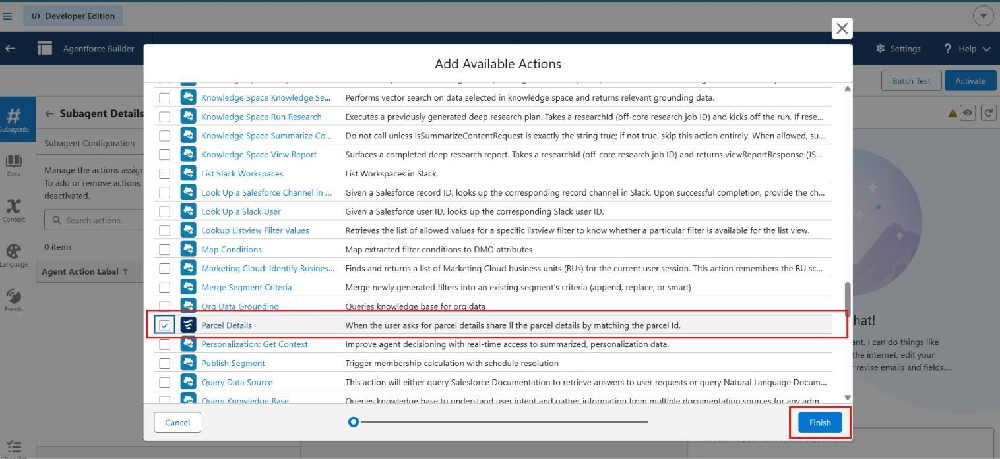 </> Developer Edition
Agentforce Builder
Settings
? Help
Batch Test
Activate
Add Available Actions
Subagents
Data
Context
Language
Events
Subagent Details
Subagent Configuration
Manage the actions assign
To add or remove actions,
deactivated.
Search actions...
0 items
Agent Action Label ↑
Knowledge Space Knowledge Se... Performs vector search on data selected in knowledge space and returns relevant grounding data.
Knowledge Space Run Research Executes a previously generated deep research plan. Takes a researchId (off-core research job ID) and kicks off the run. If rese...
Knowledge Space Summarize Co... Do not call unless IsSummarizeContentRequest is exactly the string true; if not true, skip this action entirely. When allowed, su...
Knowledge Space View Report Surfaces a completed deep research report. Takes a researchId (off-core research job ID) and returns viewReportResponse (JS...
List Slack Workspaces List Workspaces in Slack.
Look Up a Salesforce Channel in ... Given a Salesforce record ID, looks up the corresponding record channel in Slack. Upon successful completion, provide the ch...
Look Up a Slack User Given a Salesforce user ID, looks up the corresponding Slack user ID.
Lookup Listview Filter Values Retrieves the list of allowed values for a specific listview filter to know whether a particular filter is available for the list view.
Map Conditions Map extracted filter conditions to DMO attributes
Marketing Cloud: Identify Busines... Finds and returns a list of Marketing Cloud business units (BUs) for the current user session. This action remembers the BU sc...
Merge Segment Criteria Merge newly generated filters into an existing segment's criteria (append, replace, or smart)
Org Data Grounding Queries knowledge base for org data
Parcel Details When the user asks for parcel details share ll the parcel details by matching the parcel Id.
Personalization: Get Context Improve agent decisioning with real-time access to summarized, personalization data.
Publish Segment Trigger membership calculation with schedule resolution
Query Data Source This action will either query Salesforce Documentation to retrieve answers to user requests or query Natural Language Docum...
Query Knowledge Base Queries knowledge base to understand user intent and gather information from multiple documentation sources for any adm
hat!
ant. I can do things like
the internet, edit your
revise emails and fields....
Cancel
Finish